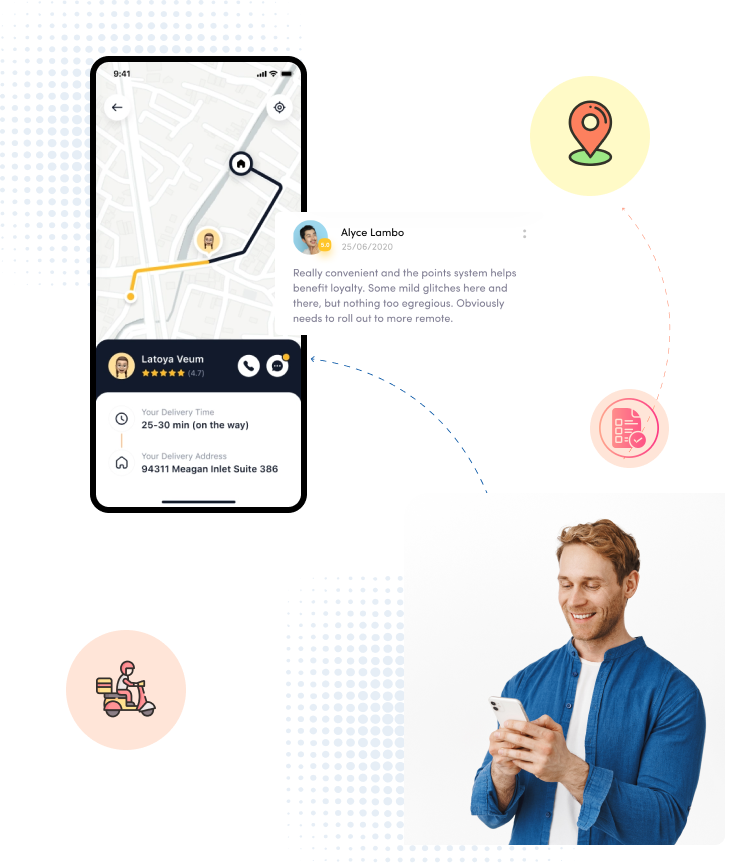 9:41
Alyce Lambo
5.0
25/06/2020
Really convenient and the points system helps
benefit loyalty. Some mild glitches here and
there, but nothing too egregious. Obviously
needs to roll out to more remote.
Latoya Veum
(4.7)
Your Delivery Time
25-30 min (on the way)
Your Delivery Address
94311 Meagan Inlet Suite 386